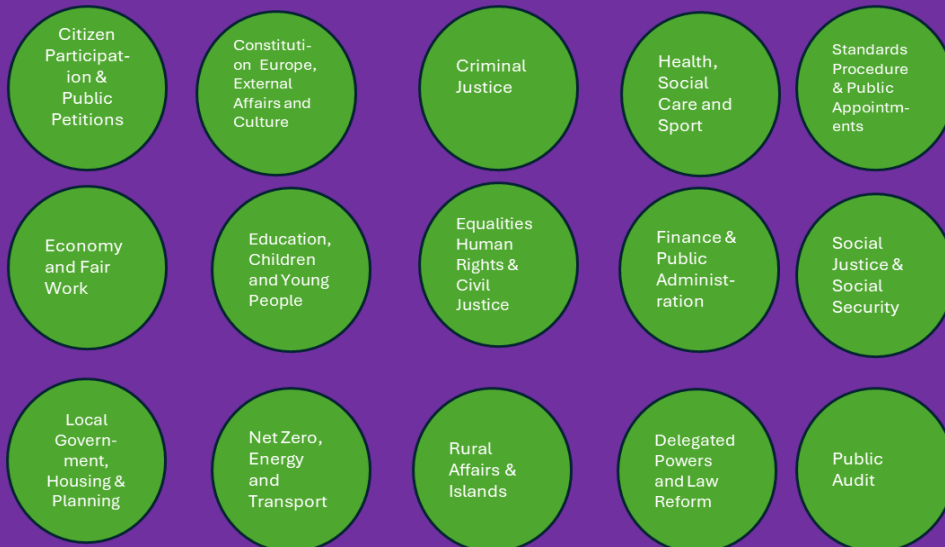 Citizen
Participat-
ion &
Public
Petitions
Constituti-
on Europe,
External
Affairs and
Culture
Criminal
Justice
Health,
Social
Care and
Sport
Standards
Procedure
& Public
Appointm-
ents
Economy
and Fair
Work
Education,
Children
and Young
People
Equalities
Human
Rights &
Civil
Justice
Finance &
Public
Administ-
ration
Social
Justice &
Social
Security
Local
Govern-
ment,
Housing &
Planning
Net Zero,
Energy
and
Transport
Rural
Affairs &
Islands
Delegated
Powers
and Law
Reform
Public
Audit